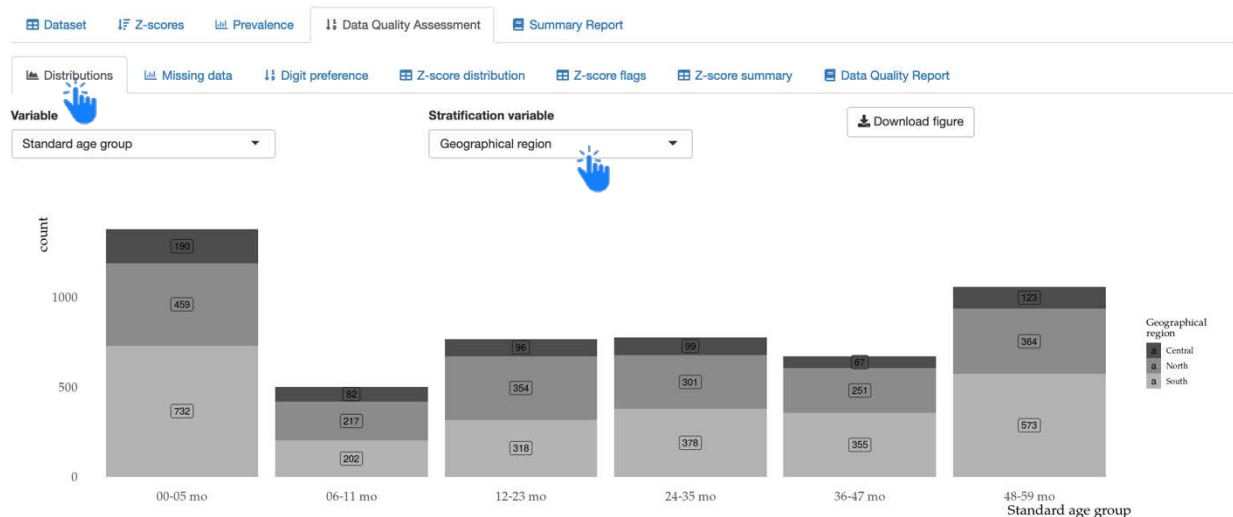 Dataset Z-scores Prevalence Data Quality Assessment Summary Report
Distributions Missing data Digit preference Z-score distribution Z-score flags Z-score summary Data Quality Report
Variable Stratification variable Download figure
Standard age group Geographical region
count
190
1000
459
732
123
364
573
96
354
318
99
301
378
67
251
355
82
217
202
500
0
Geographical
region
a Central
a North
a South
00-05 mo 06-11 mo 12-23 mo 24-35 mo 36-47 mo 48-59 mo
Standard age group